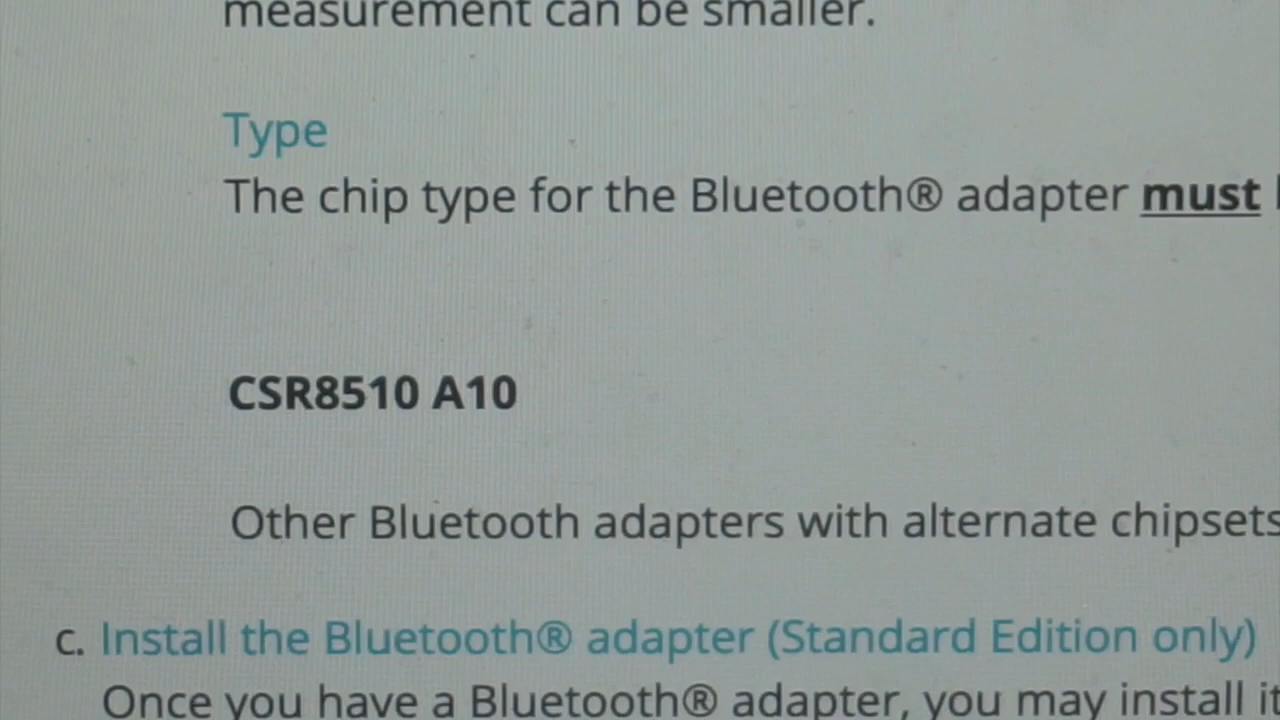 measurement can be smaller.
Type
The chip type for the Bluetooth® adapter must
CSR8510 A10
Other Bluetooth adapters with alternate chipsets
c. Install the Bluetooth® adapter (Standard Edition only)
Once you have a Bluetooth® adapter, you may install it